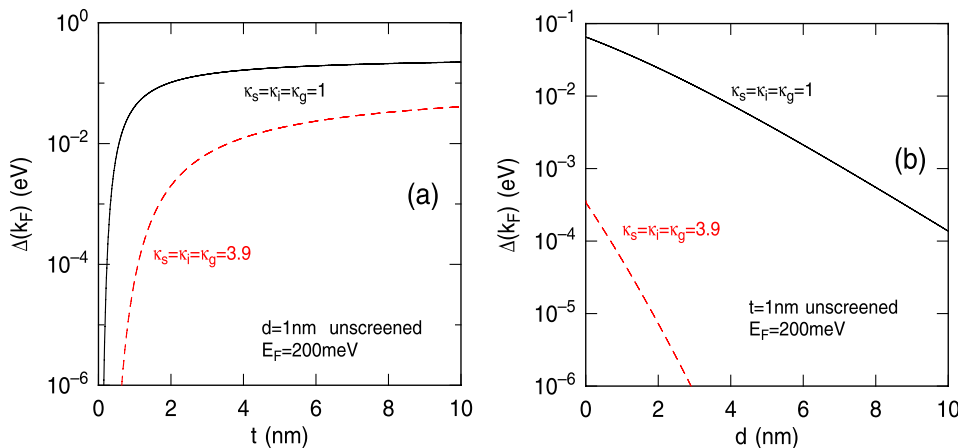 10⁰
10⁻²
10⁻⁴
10⁻⁶
Δ(k_F) (eV)
κ_s=κ_i=κ_g=1
(a)
κ_s=κ_i=κ_g=3.9
d=1nm unscreened
E_F=200meV
0 2 4 6 8 10
t (nm)
10⁻¹
10⁻²
10⁻³
10⁻⁴
10⁻⁵
10⁻⁶
Δ(k_F) (eV)
κ_s=κ_i=κ_g=1
(b)
κ_s=κ_i=κ_g=3.9
t=1nm unscreened
E_F=200meV
0 2 4 6 8 10
d (nm)